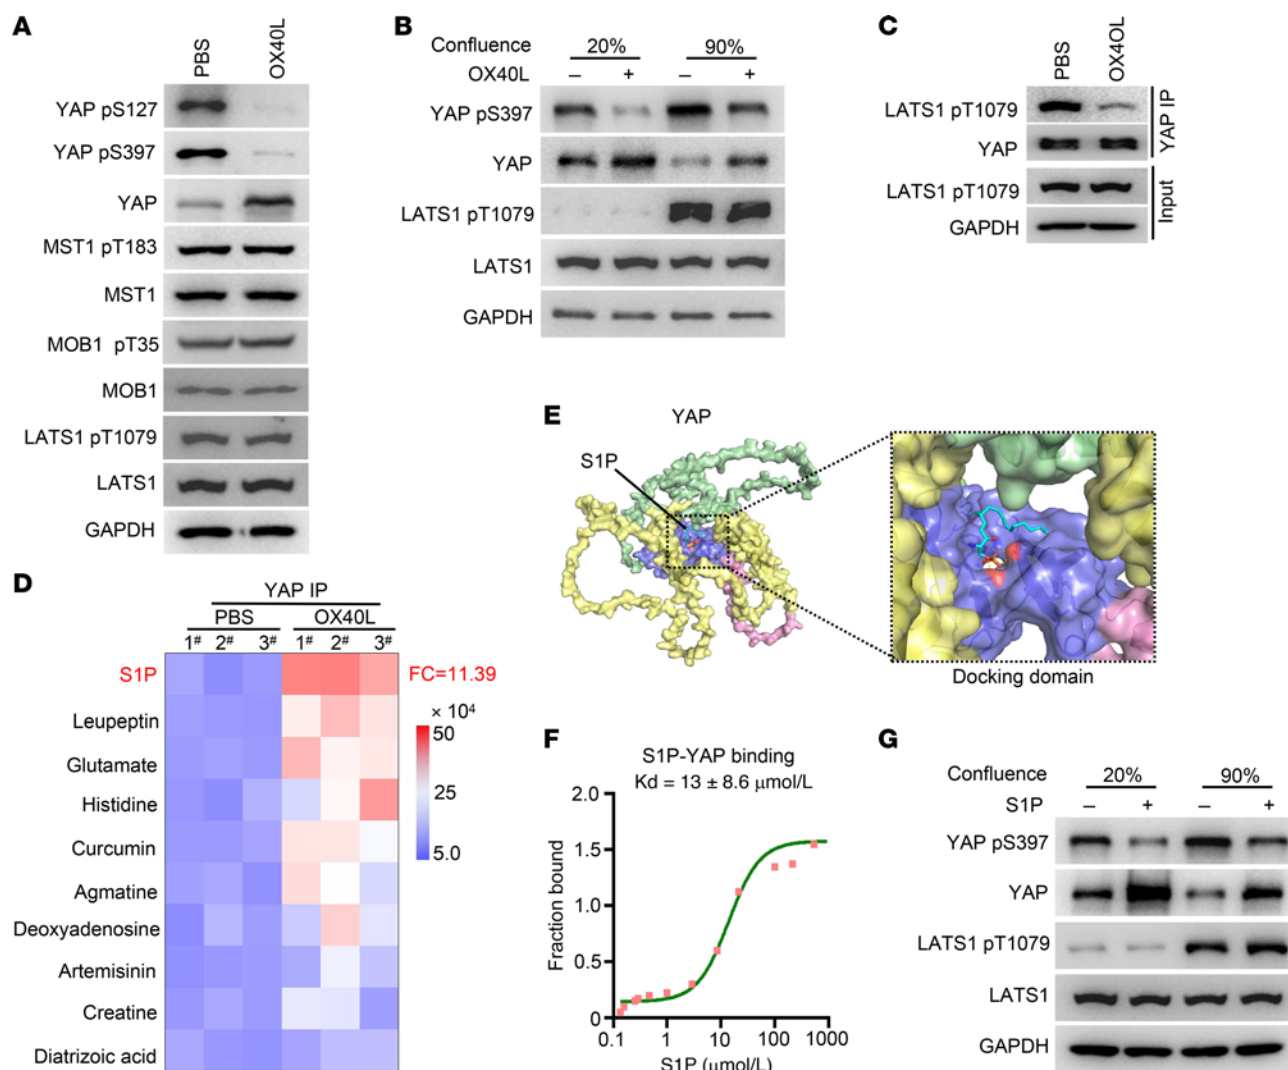 A
PBS
OX40L
YAP pS127
YAP pS397
YAP
MST1 pT183
MST1
MOB1 pT35
MOB1
LATS1 pT1079
LATS1
GAPDH
B
Confluence 20% 90%
OX40L – + – +
YAP pS397
YAP
LATS1 pT1079
LATS1
GAPDH
C
PBS
OX4OL
LATS1 pT1079
YAP
YAP IP
LATS1 pT1079
GAPDH
Input
D
YAP IP
PBS OX40L
1# 2# 3# 1# 2# 3#
S1P FC=11.39
Leupeptin
Glutamate
Histidine
Curcumin
Agmatine
Deoxyadenosine
Artemisinin
Creatine
Diatrizoic acid
× 10⁴
50
25
5.0
E
YAP
S1P
Docking domain
F
S1P-YAP binding
Kd = 13 ± 8.6 μmol/L
Fraction bound
2.0
1.5
1.0
0.5
0
0.1 1 10 100 1000
S1P (μmol/L)
G
Confluence 20% 90%
S1P – + – +
YAP pS397
YAP
LATS1 pT1079
LATS1
GAPDH